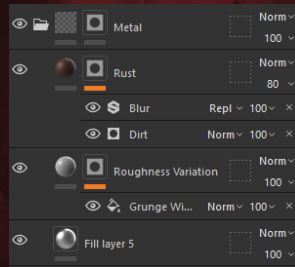 Metal Norm
100
Rust Norm
80
Blur Repl 100
Dirt Norm 100
Roughness Variation Norm
100
Grunge Wi... Norm 100
Fill layer 5 Norm
100